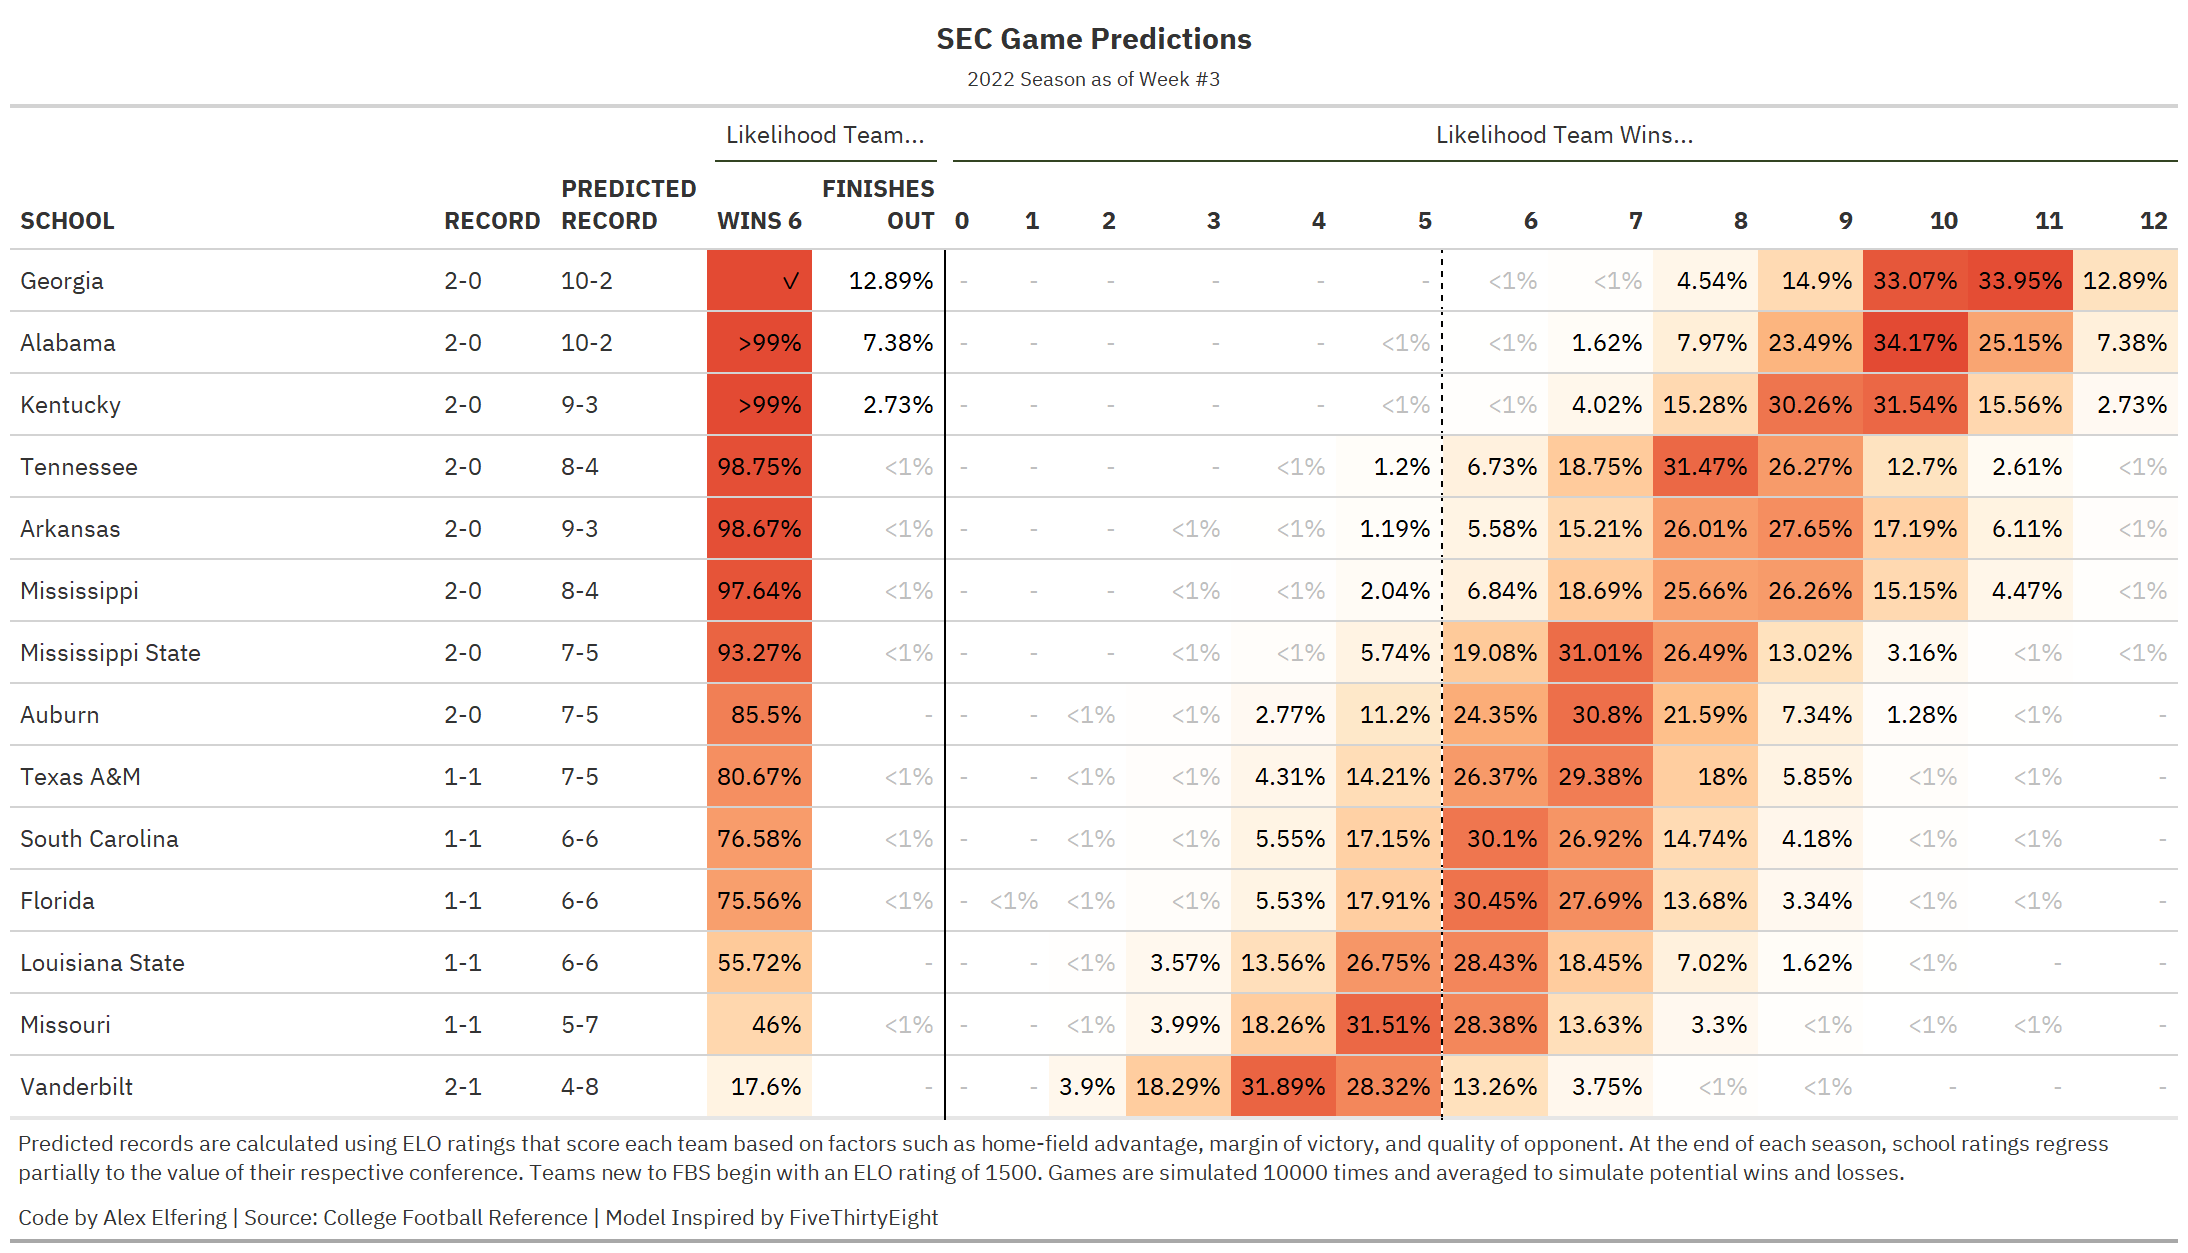 SEC Game Predictions
2022 Season as of Week #3
Likelihood Team... Likelihood Team Wins...
SCHOOL RECORD PREDICTED RECORD WINS 6 FINISHES OUT 0 1 2 3 4 5 6 7 8 9 10 11 12
Georgia 2-0 10-2 ✓ 12.89% - - - - - - <1% <1% 4.54% 14.9% 33.07% 33.95% 12.89%
Alabama 2-0 10-2 >99% 7.38% - - - - - <1% <1% 1.62% 7.97% 23.49% 34.17% 25.15% 7.38%
Kentucky 2-0 9-3 >99% 2.73% - - - - - <1% <1% 4.02% 15.28% 30.26% 31.54% 15.56% 2.73%
Tennessee 2-0 8-4 98.75% <1% - - - - <1% 1.2% 6.73% 18.75% 31.47% 26.27% 12.7% 2.61% <1%
Arkansas 2-0 9-3 98.67% <1% - - - <1% <1% 1.19% 5.58% 15.21% 26.01% 27.65% 17.19% 6.11% <1%
Mississippi 2-0 8-4 97.64% <1% - - - <1% <1% 2.04% 6.84% 18.69% 25.66% 26.26% 15.15% 4.47% <1%
Mississippi State 2-0 7-5 93.27% <1% - - - <1% <1% 5.74% 19.08% 31.01% 26.49% 13.02% 3.16% <1% <1%
Auburn 2-0 7-5 85.5% - - - <1% <1% 2.77% 11.2% 24.35% 30.8% 21.59% 7.34% 1.28% <1% -
Texas A&M 1-1 7-5 80.67% <1% - - <1% <1% 4.31% 14.21% 26.37% 29.38% 18% 5.85% <1% <1% -
South Carolina 1-1 6-6 76.58% <1% - - <1% <1% 5.55% 17.15% 30.1% 26.92% 14.74% 4.18% <1% <1% -
Florida 1-1 6-6 75.56% <1% - <1% <1% <1% 5.53% 17.91% 30.45% 27.69% 13.68% 3.34% <1% <1% -
Louisiana State 1-1 6-6 55.72% - - - <1% 3.57% 13.56% 26.75% 28.43% 18.45% 7.02% 1.62% <1% - -
Missouri 1-1 5-7 46% <1% - - <1% 3.99% 18.26% 31.51% 28.38% 13.63% 3.3% <1% <1% <1% -
Vanderbilt 2-1 4-8 17.6% - - - 3.9% 18.29% 31.89% 28.32% 13.26% 3.75% <1% <1% - - -
Predicted records are calculated using ELO ratings that score each team based on factors such as home-field advantage, margin of victory, and quality of opponent. At the end of each season, school ratings regress
partially to the value of their respective conference. Teams new to FBS begin with an ELO rating of 1500. Games are simulated 10000 times and averaged to simulate potential wins and losses.
Code by Alex Elfering | Source: College Football Reference | Model Inspired by FiveThirtyEight